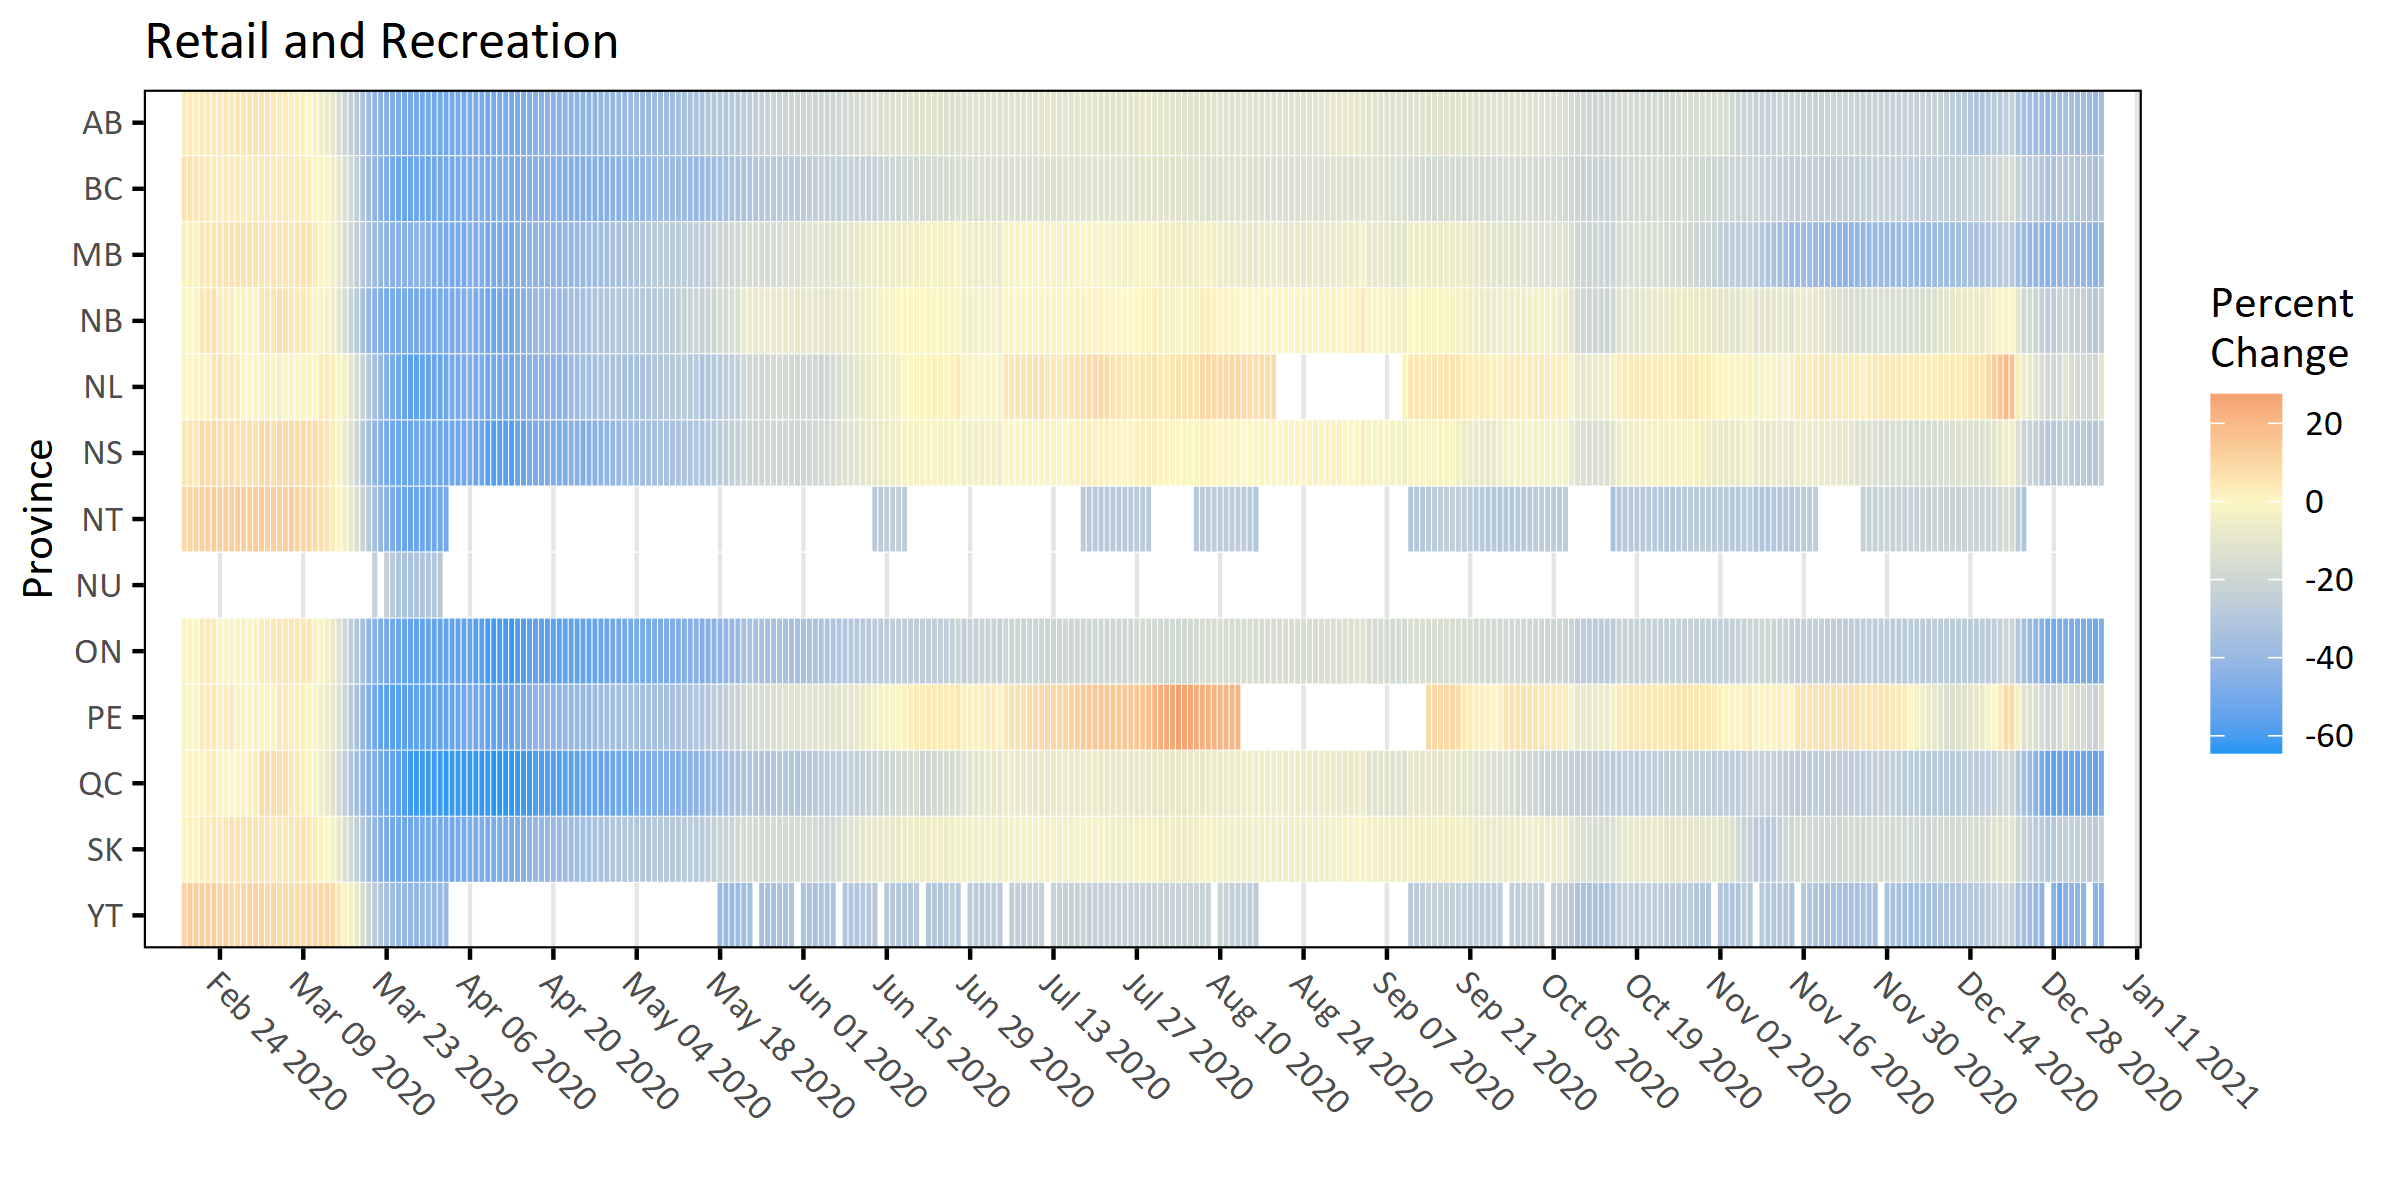 Retail and Recreation
Province
AB
BC
MB
NB
NL
NS
NT
NU
ON
PE
QC
SK
YT
Feb 24 2020
Mar 09 2020
Mar 23 2020
Apr 06 2020
Apr 20 2020
May 04 2020
May 18 2020
Jun 01 2020
Jun 15 2020
Jun 29 2020
Jul 13 2020
Jul 27 2020
Aug 10 2020
Aug 24 2020
Sep 07 2020
Sep 21 2020
Oct 05 2020
Oct 19 2020
Nov 02 2020
Nov 16 2020
Nov 30 2020
Dec 14 2020
Dec 28 2020
Jan 11 2021
Percent
Change
20
0
-20
-40
-60